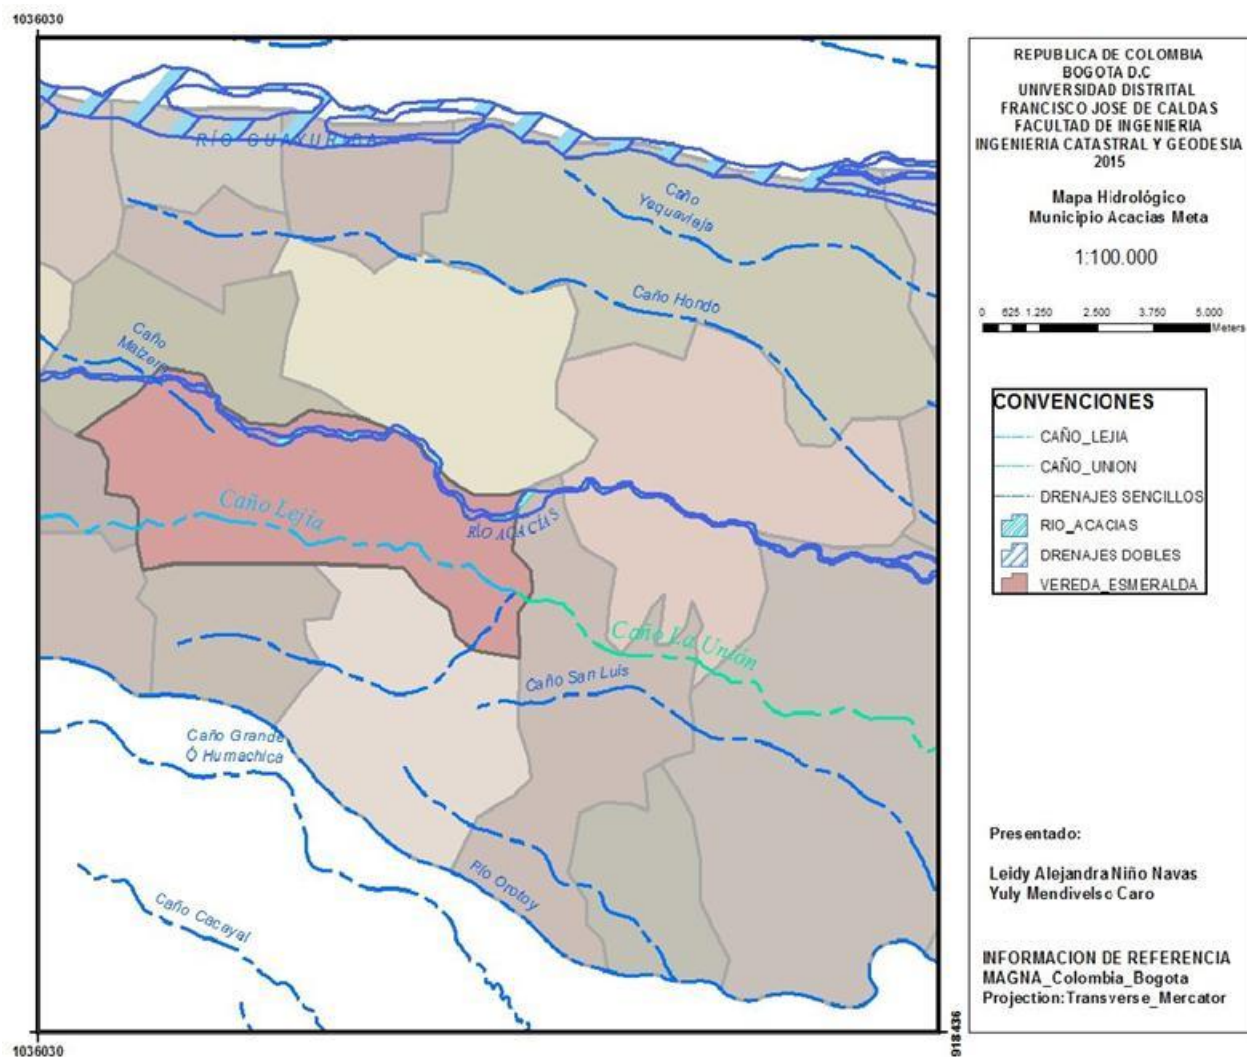 1036030
REPUBLICA DE COLOMBIA
BOGOTA D.C
UNIVERSIDAD DISTRITAL
FRANCISCO JOSE DE CALDAS
FACULTAD DE INGENIERIA
INGENIERIA CATASTRAL Y GEODESIA
2015
Mapa Hidrológico
Municipio Acacias Meta
1:100.000
0 625 1.250 2.500 3.750 5.000
Meters
CONVENCIONES
CAÑO_LEJIA
CAÑO_UNION
DRENAJES SENCILLOS
RIO_ACACIAS
DRENAJES DOBLES
VEREDA_ESMERALDA
RÍO GUAYURIBA
Caño
Yeguavieja
Caño Hondo
Caño
Maizero
Caño Lejía
RÍO ACACÍAS
Caño La Unión
Caño San Luis
Caño Grande
Ó Humachica
Río Orotoy
Caño Cacayal
Presentado:
Leidy Alejandra Niño Navas
Yuly Mendivelso Caro
INFORMACION DE REFERENCIA
MAGNA_Colombia_Bogota
Projection: Transverse_Mercator
1036030
918436